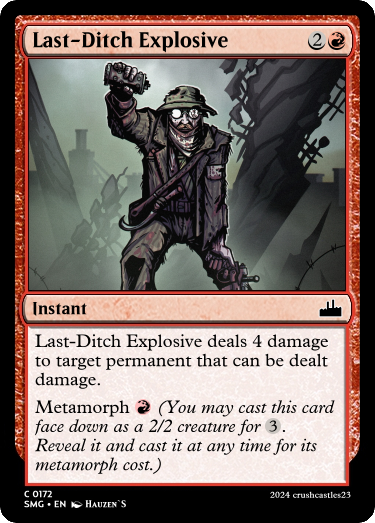 Last-Ditch Explosive 2
Instant
Last-Ditch Explosive deals 4 damage
to target permanent that can be dealt
damage.
Metamorph (You may cast this card
face down as a 2/2 creature for 3.
Reveal it and cast it at any time for its
metamorph cost.)
C 0172
SMG • EN HAUZEN`S
2024 crushcastles23